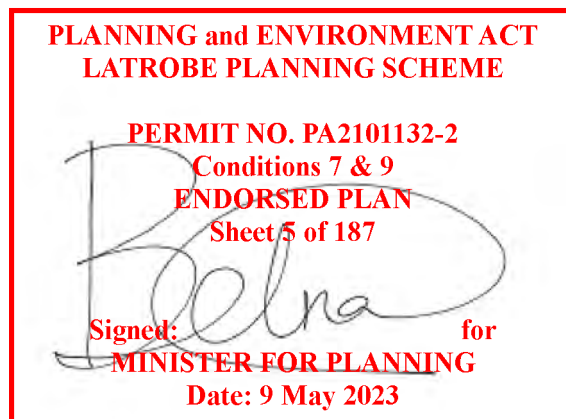 PLANNING and ENVIRONMENT ACT
LATROBE PLANNING SCHEME
PERMIT NO. PA2101132-2
Conditions 7 & 9
ENDORSED PLAN
Sheet 5 of 187
Signed: for
MINISTER FOR PLANNING
Date: 9 May 2023